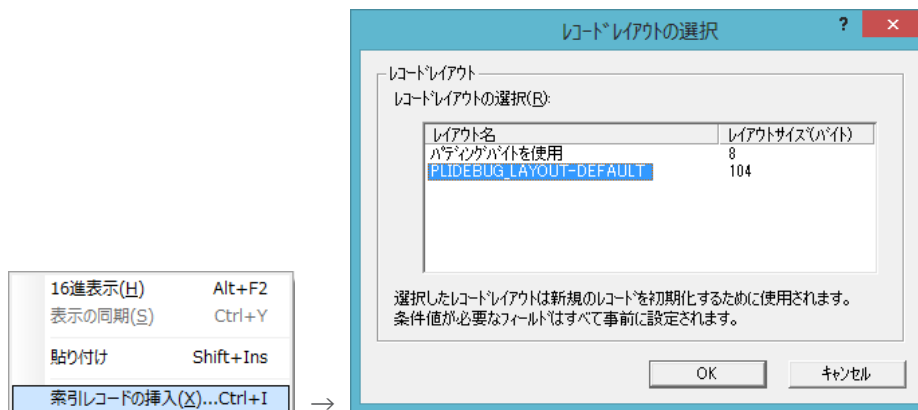 レコードレイアウトの選択
?
×
レコードレイアウト
レコードレイアウトの選択(R):
レイアウト名 レイアウトサイズ(バイト)
パディングバイトを使用 8
PLIDEBUG_LAYOUT-DEFAULT 104
選択したレコードレイアウトは新規のレコードを初期化するために使用されます。
条件値が必要なフィールドはすべて事前に設定されます。
OK キャンセル
16進表示(H) Alt+F2
表示の同期(S) Ctrl+Y
貼り付け Shift+Ins
索引レコードの挿入(X)...Ctrl+I
→